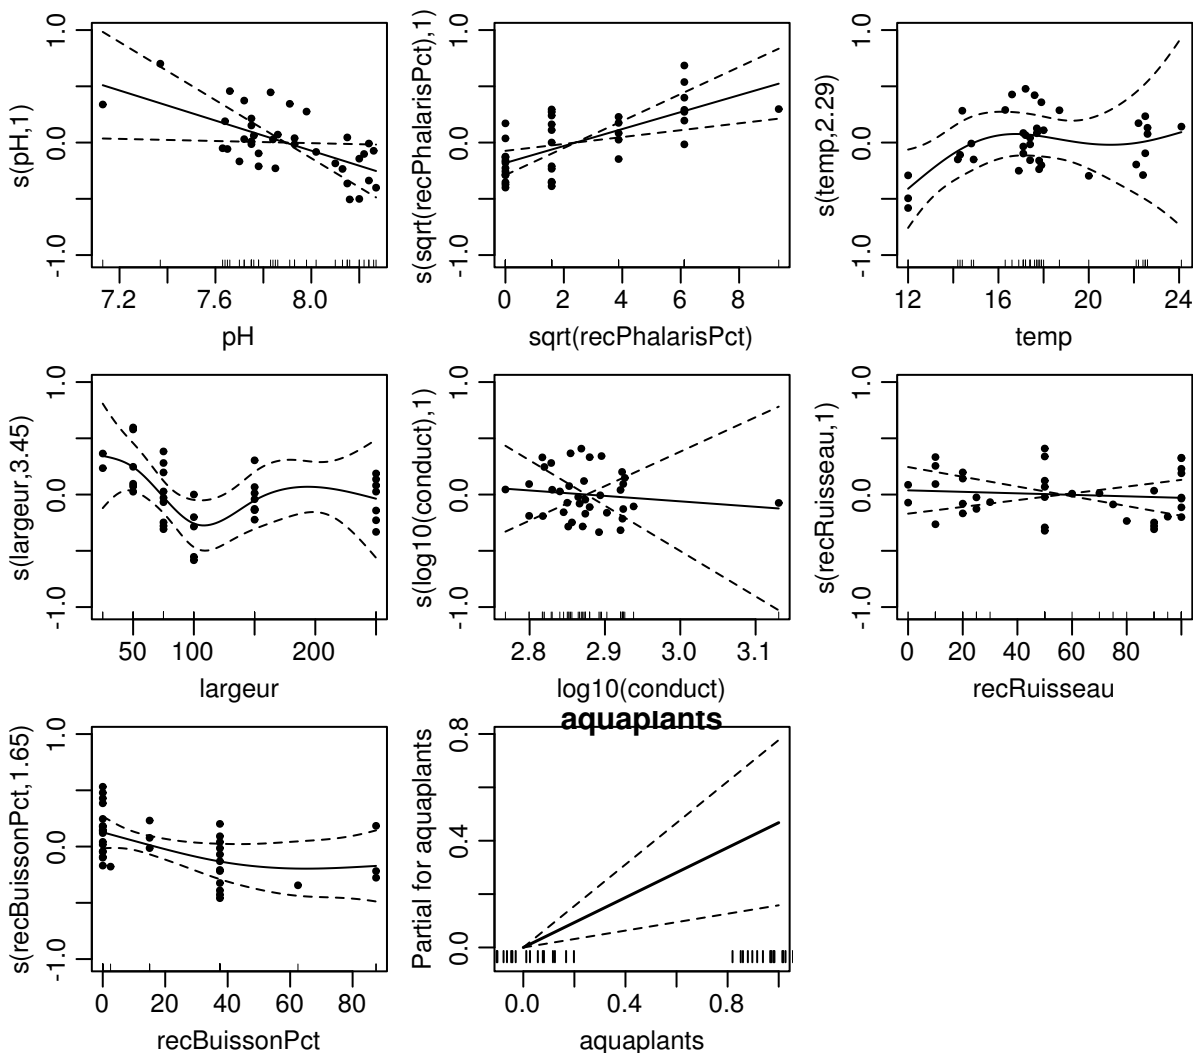 1.0
0.0
-1.0
s(pH,1)
7.2 7.6 8.0
pH
1.0
0.0
-1.0
s(sqrt(recPhalarisPct),1)
0 2 4 6 8
sqrt(recPhalarisPct)
1.0
0.0
-1.0
s(temp,2.29)
12 16 20 24
temp
1.0
0.0
-1.0
s(largeur,3.45)
50 100 200
largeur
1.0
0.0
-1.0
s(log10(conduct),1)
2.8 2.9 3.0 3.1
log10(conduct)
1.0
0.0
-1.0
s(recRuisseau,1)
0 20 40 60 80
recRuisseau
1.0
0.0
-1.0
s(recBuissonPct,1.65)
0 20 40 60 80
recBuissonPct
aquaplants
0.8
0.4
0.0
Partial for aquaplants
0.0 0.4 0.8
aquaplants